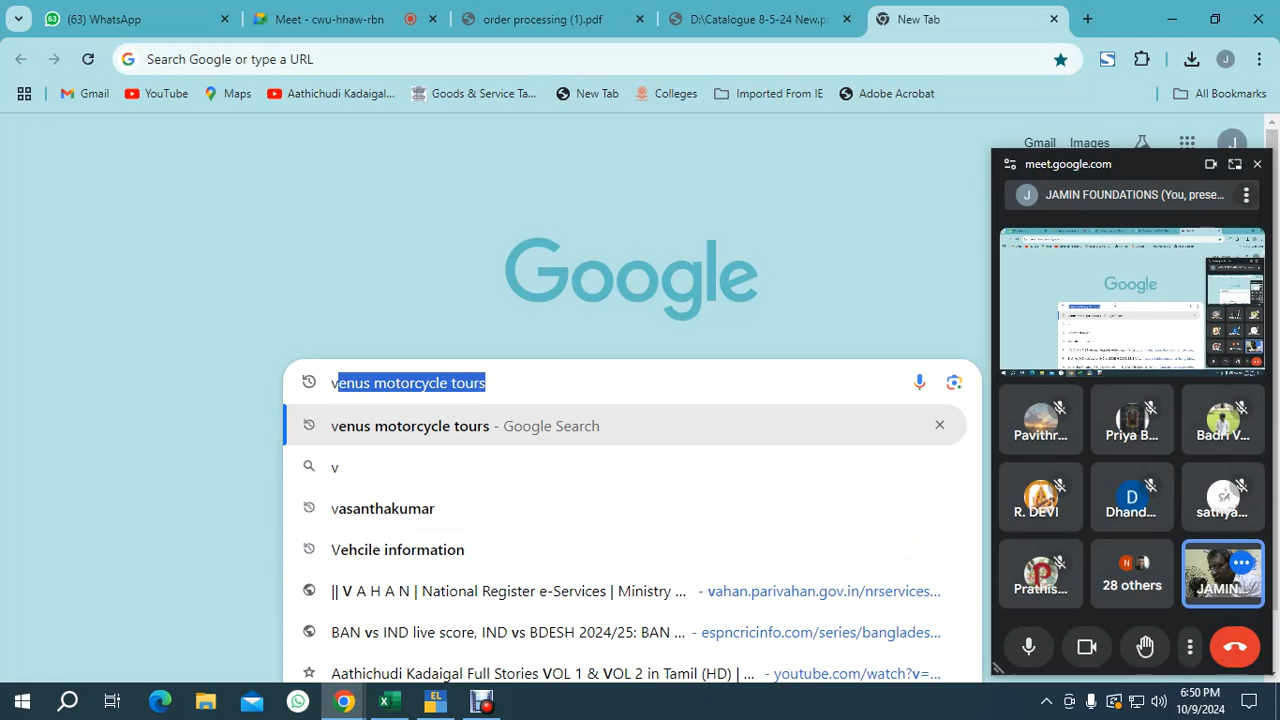 (63) WhatsApp
Meet - cwu-hnaw-rbn
order processing (1).pdf
D:\Catalogue 8-5-24 New.p
New Tab
Search Google or type a URL
J
Gmail
YouTube
Maps
Aathichudi Kadaigal...
Goods & Service Ta...
New Tab
Colleges
Imported From IE
Adobe Acrobat
All Bookmarks
Gmail
Images
J
meet.google.com
J
JAMIN FOUNDATIONS (You, prese...
Google
Google
venus motorcycle tours
venus motorcycle tours - Google Search
v
vasanthakumar
Vehcile information
|| V A H A N | National Register e-Services | Ministry ... - vahan.parivahan.gov.in/nrservices...
BAN vs IND live score, IND vs BDESH 2024/25: BAN ... - espncricinfo.com/series/banglades...
Aathichudi Kadaigal Full Stories VOL 1 & VOL 2 in Tamil (HD) | ... - youtube.com/watch?v=...
Pavithr...
Priya B...
Badri V...
R. DEVI
D
Dhand...
SA
sathya...
P
Prathis...
N
28 others
JAMIN...
EL
6:50 PM
10/9/2024